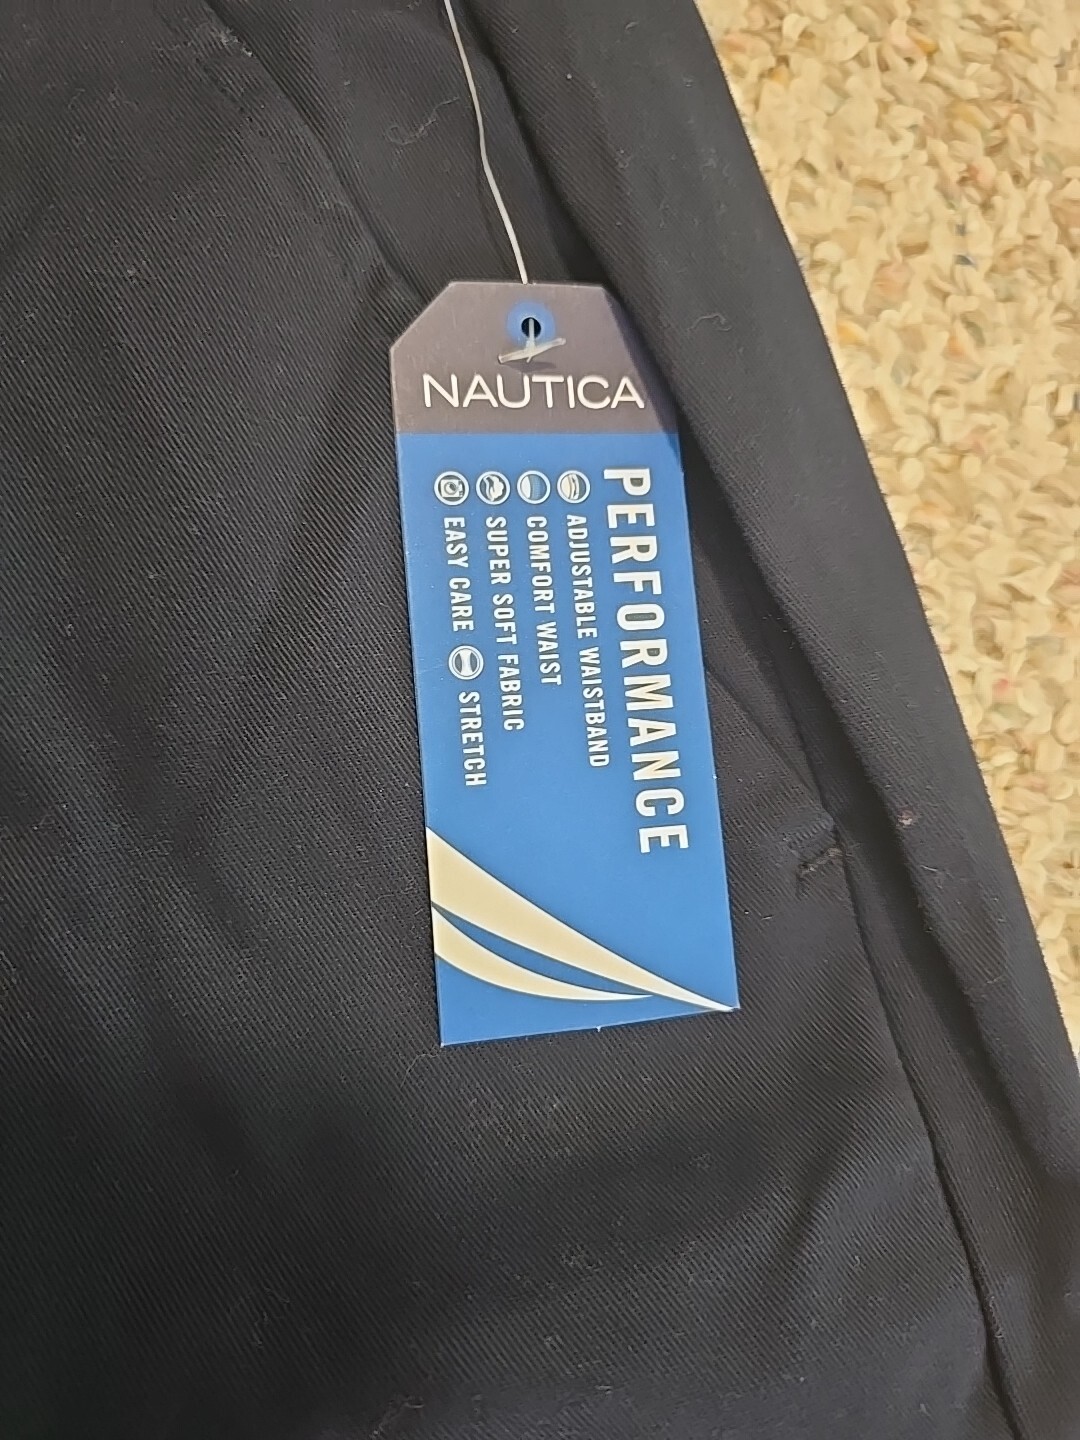 NAUTICA
PERFORMANCE
ADJUSTABLE WAISTBAND
COMFORT WAIST
SUPER SOFT FABRIC
EASY CARE STRETCH